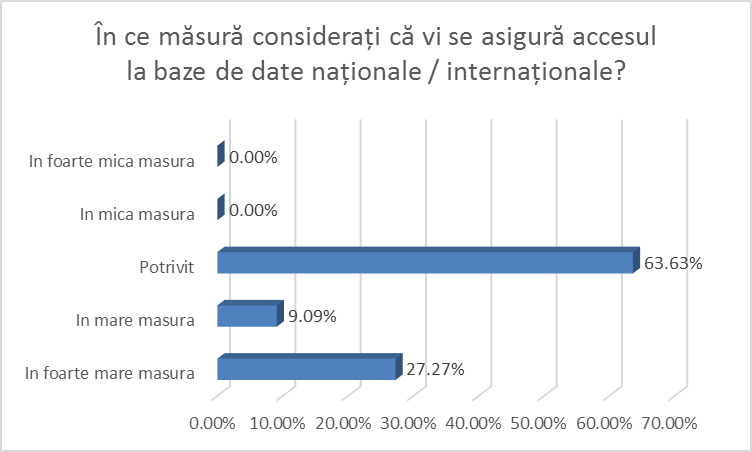 În ce măsură considerați că vi se asigură accesul
la baze de date naționale / internaționale?
In foarte mica masura 0.00%
In mica masura 0.00%
Potrivit 63.63%
In mare masura 9.09%
In foarte mare masura 27.27%
0.00% 10.00% 20.00% 30.00% 40.00% 50.00% 60.00% 70.00%